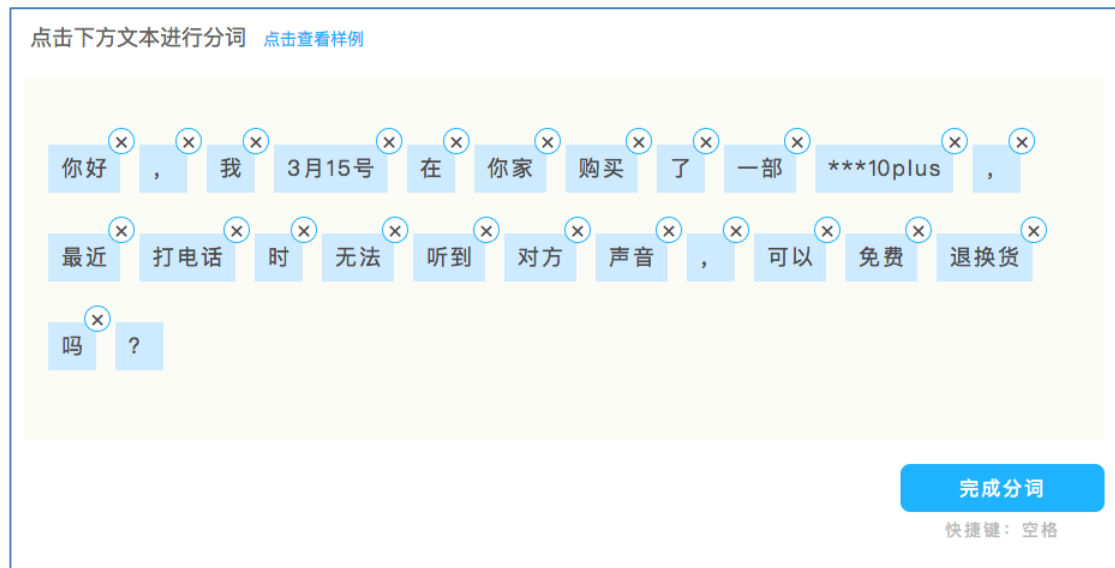 点击下方文本进行分词 点击查看样例
你好 ， 我 3月15号 在 你家 购买 了 一部 ***10plus ，
最近 打电话 时 无法 听到 对方 声音 ， 可以 免费 退换货
吗 ？
完成分词
快捷键：空格